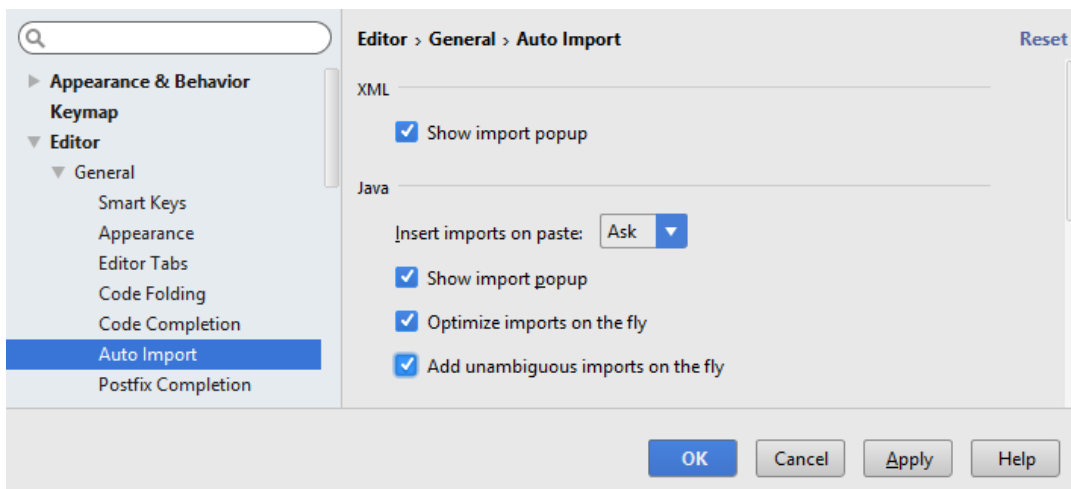 Appearance & Behavior
Keymap
Editor
General
Smart Keys
Appearance
Editor Tabs
Code Folding
Code Completion
Auto Import
Postfix Completion
Editor › General › Auto Import
Reset
XML
Show import popup
Java
Insert imports on paste: Ask
Show import popup
Optimize imports on the fly
Add unambiguous imports on the fly
OK Cancel Apply Help